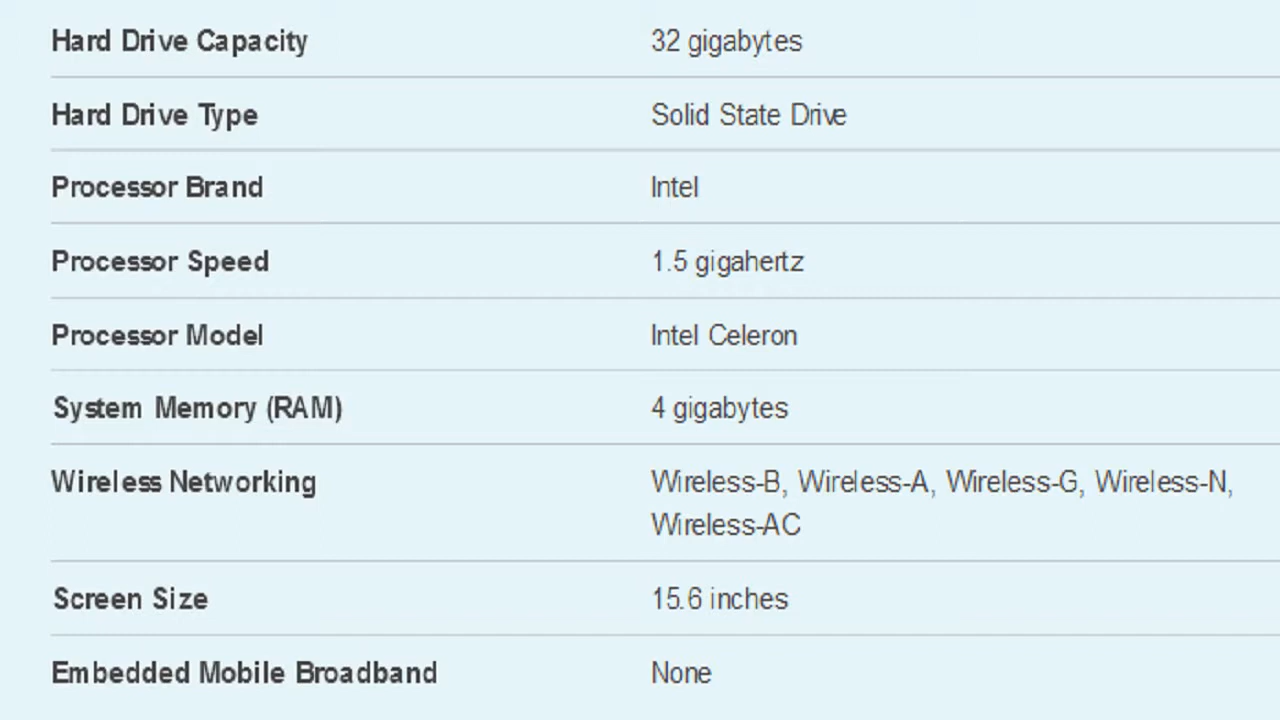 Hard Drive Capacity 32 gigabytes
Hard Drive Type Solid State Drive
Processor Brand Intel
Processor Speed 1.5 gigahertz
Processor Model Intel Celeron
System Memory (RAM) 4 gigabytes
Wireless Networking Wireless-B, Wireless-A, Wireless-G, Wireless-N,
Wireless-AC
Screen Size 15.6 inches
Embedded Mobile Broadband None